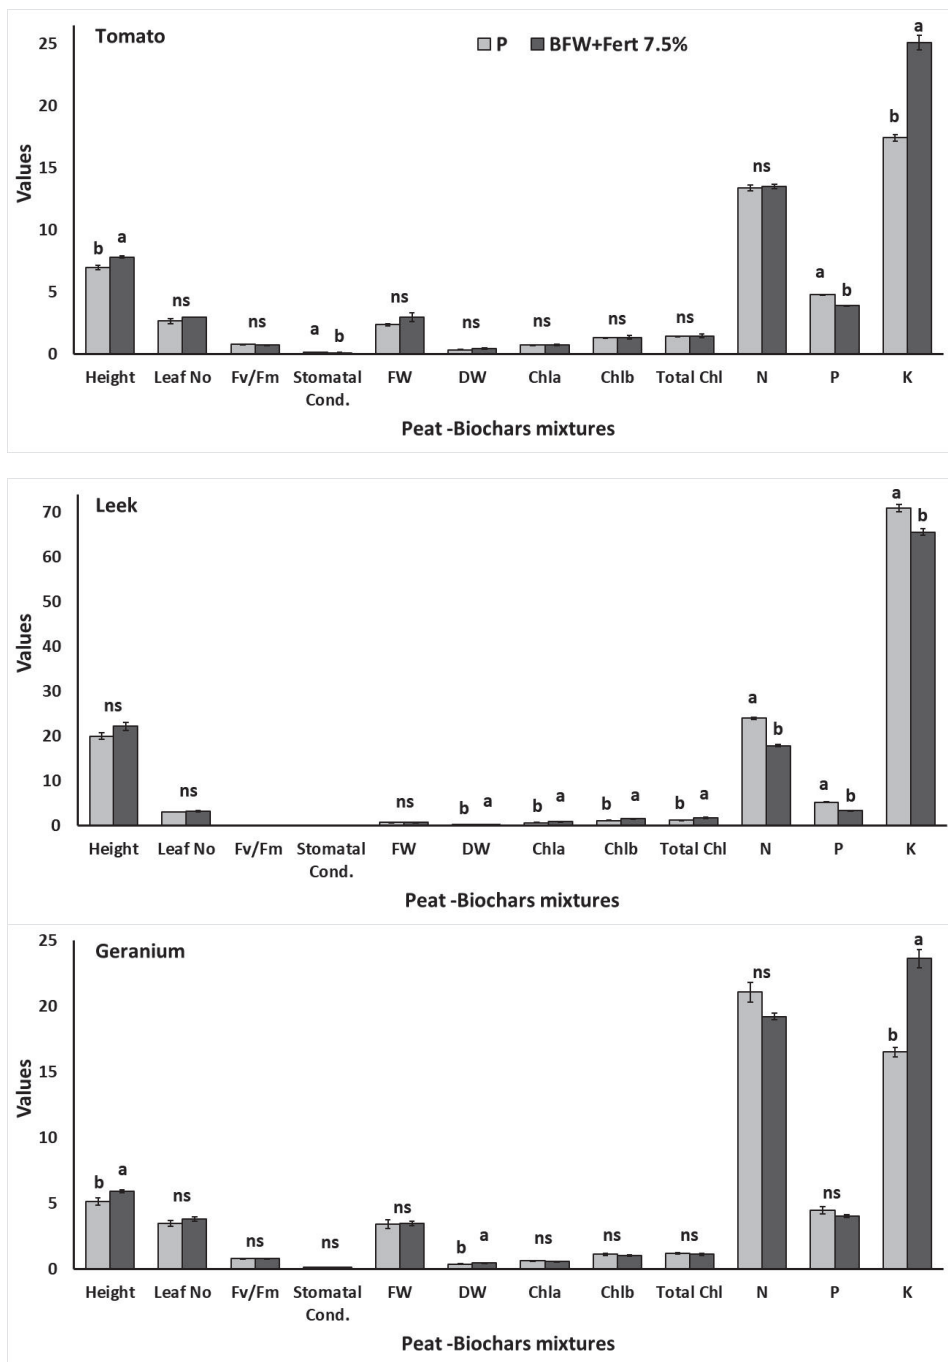 Tomato
P BFW+Fert 7.5%
25
20
15
10
5
0
Values
b a ns ns a b ns ns ns ns ns ns a b b a
Height Leaf No Fv/Fm Stomatal Cond. FW DW Chla Chlb Total Chl N P K
Peat -Biochars mixtures
Leek
70
60
50
40
30
20
10
0
Values
ns ns ns b a b a b a b a a b a b a b
Height Leaf No Fv/Fm Stomatal Cond. FW DW Chla Chlb Total Chl N P K
Peat -Biochars mixtures
Geranium
25
20
15
10
5
0
Values
b a ns ns ns ns b a ns ns ns ns ns b a
Height Leaf No Fv/Fm Stomatal Cond. FW DW Chla Chlb Total Chl N P K
Peat -Biochars mixtures